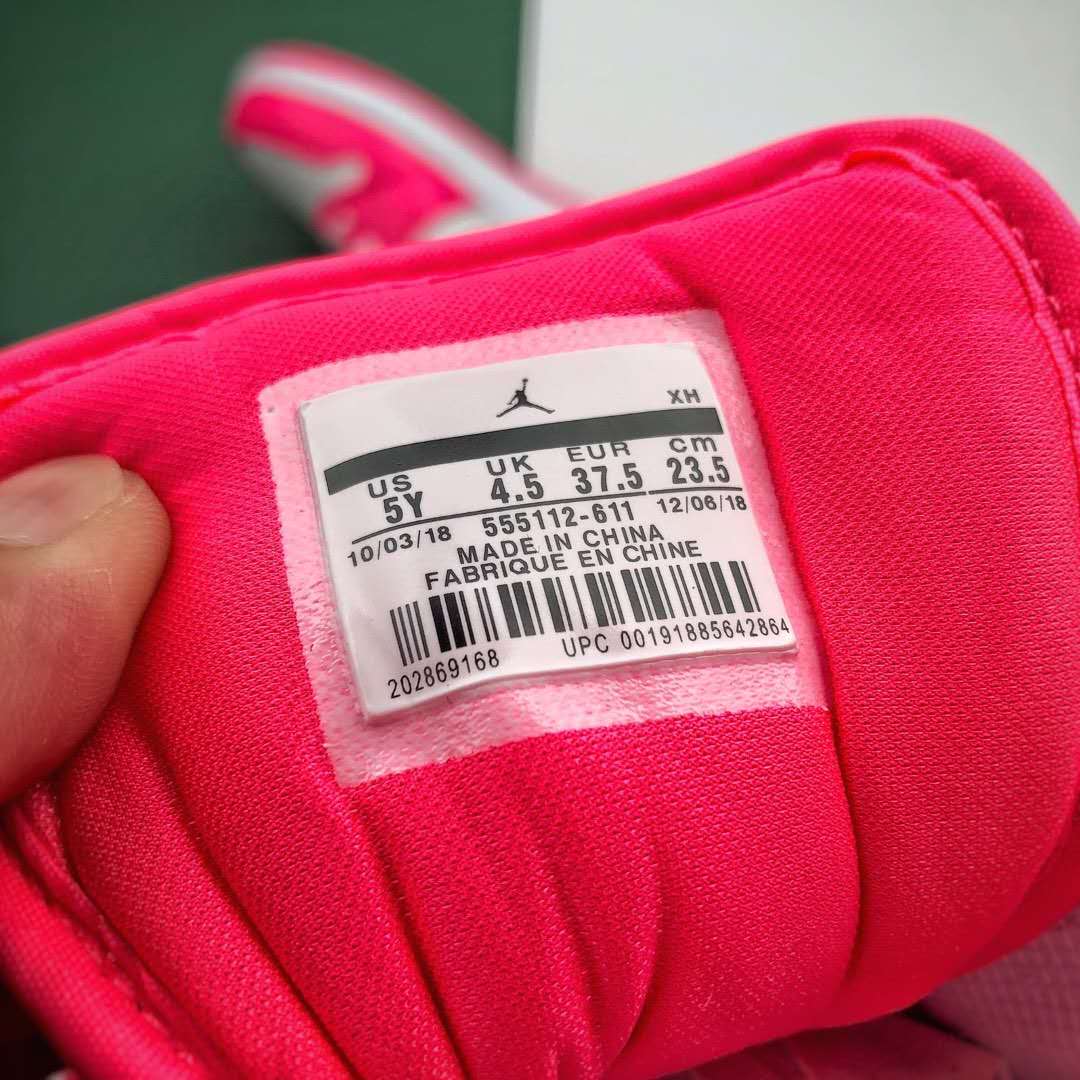 XH
US UK EUR cm
5Y 4.5 37.5 23.5
10/03/18 555112-611 12/06/18
MADE IN CHINA
FABRIQUE EN CHINE
202869168 UPC 00191885642864